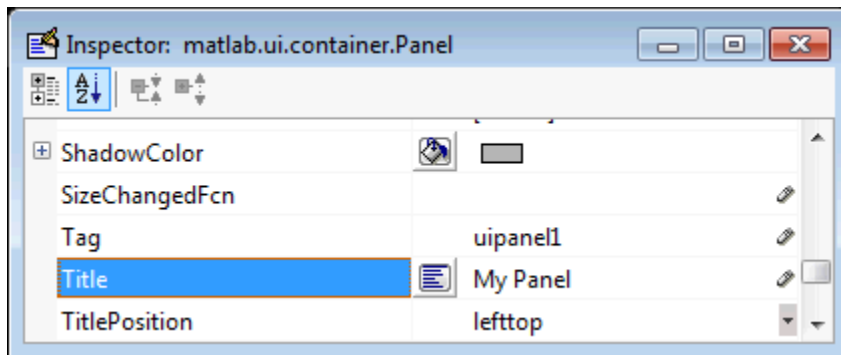 Inspector: matlab.ui.container.Panel
ShadowColor
SizeChangedFcn
Tag uipanel1
Title My Panel
TitlePosition lefttop